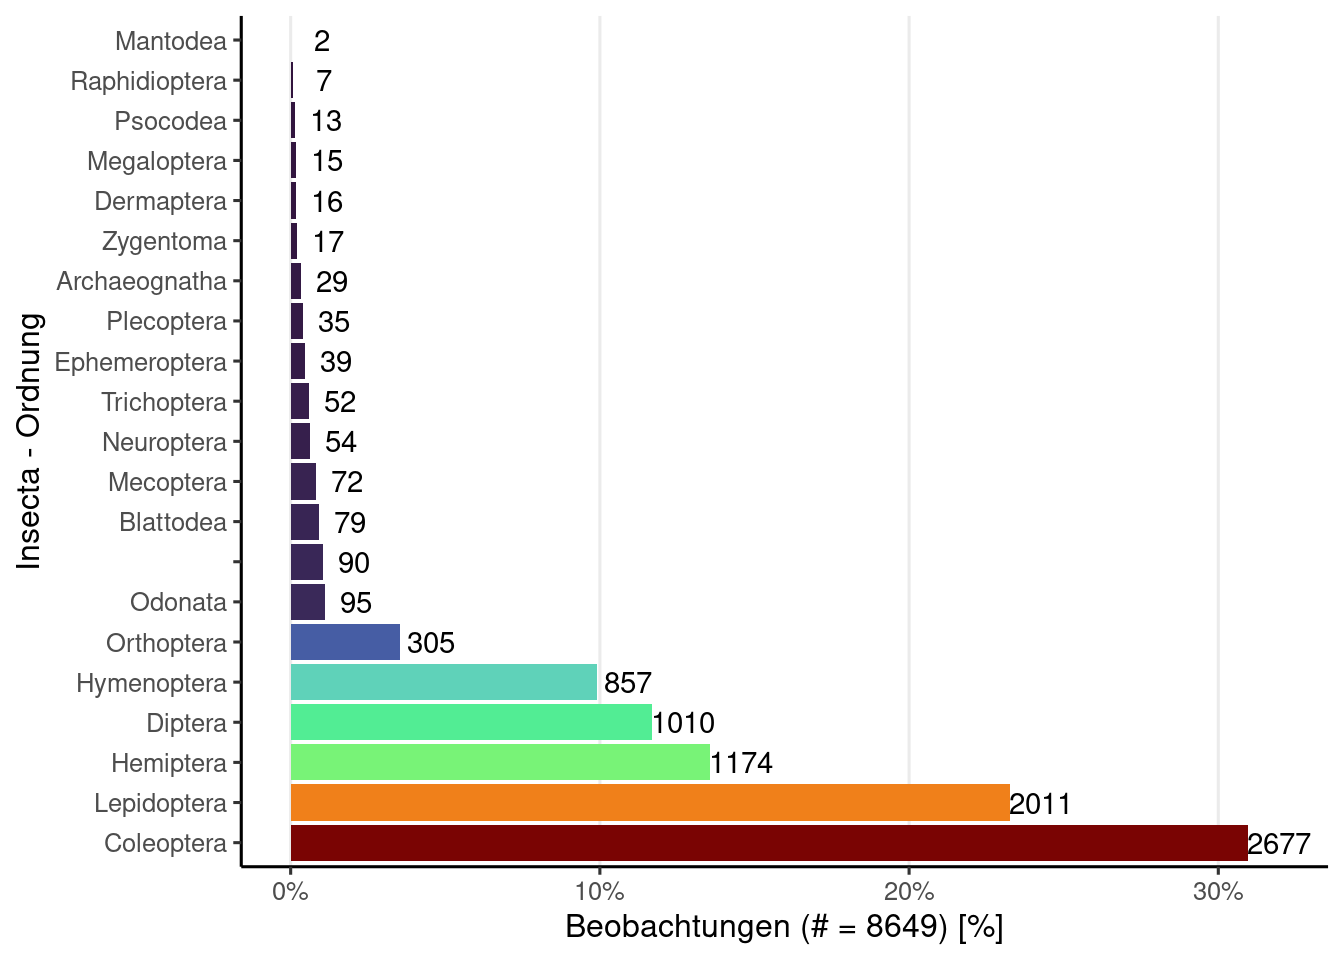 Insecta - Ordnung
Mantodea 2
Raphidioptera 7
Psocodea 13
Megaloptera 15
Dermaptera 16
Zygentoma 17
Archaeognatha 29
Plecoptera 35
Ephemeroptera 39
Trichoptera 52
Neuroptera 54
Mecoptera 72
Blattodea 79
90
Odonata 95
Orthoptera 305
Hymenoptera 857
Diptera 1010
Hemiptera 1174
Lepidoptera 2011
Coleoptera 2677
0% 10% 20% 30%
Beobachtungen (# = 8649) [%]